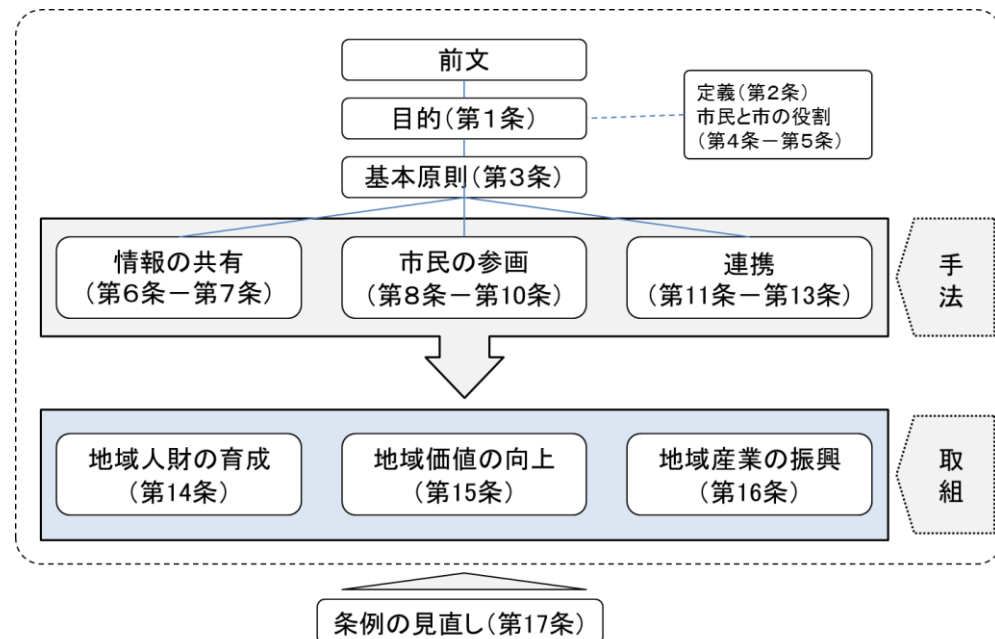 前文
目的(第１条)
定義(第２条)
市民と市の役割
(第４条－第５条)
基本原則(第３条)
情報の共有
(第６条－第７条)
市民の参画
(第８条－第10条)
連携
(第11条－第13条)
手
法
地域人財の育成
(第14条)
地域価値の向上
(第15条)
地域産業の振興
(第16条)
取
組
条例の見直し(第17条)